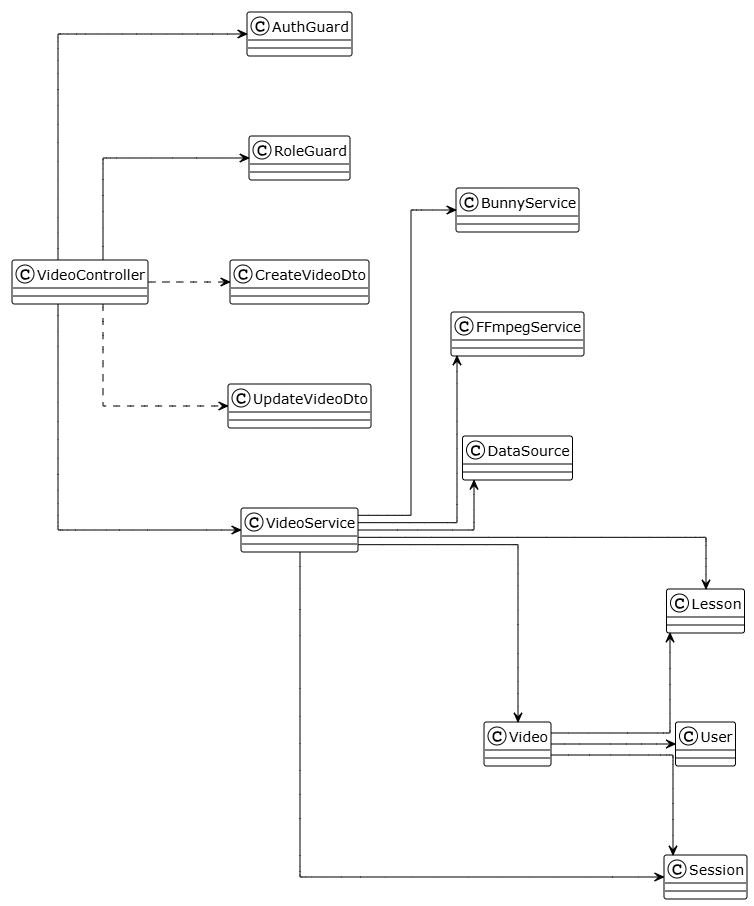 C AuthGuard
C RoleGuard
C BunnyService
C VideoController
C CreateVideoDto
C FFmpegService
C UpdateVideoDto
C DataSource
C VideoService
C Lesson
C Video
C User
C Session